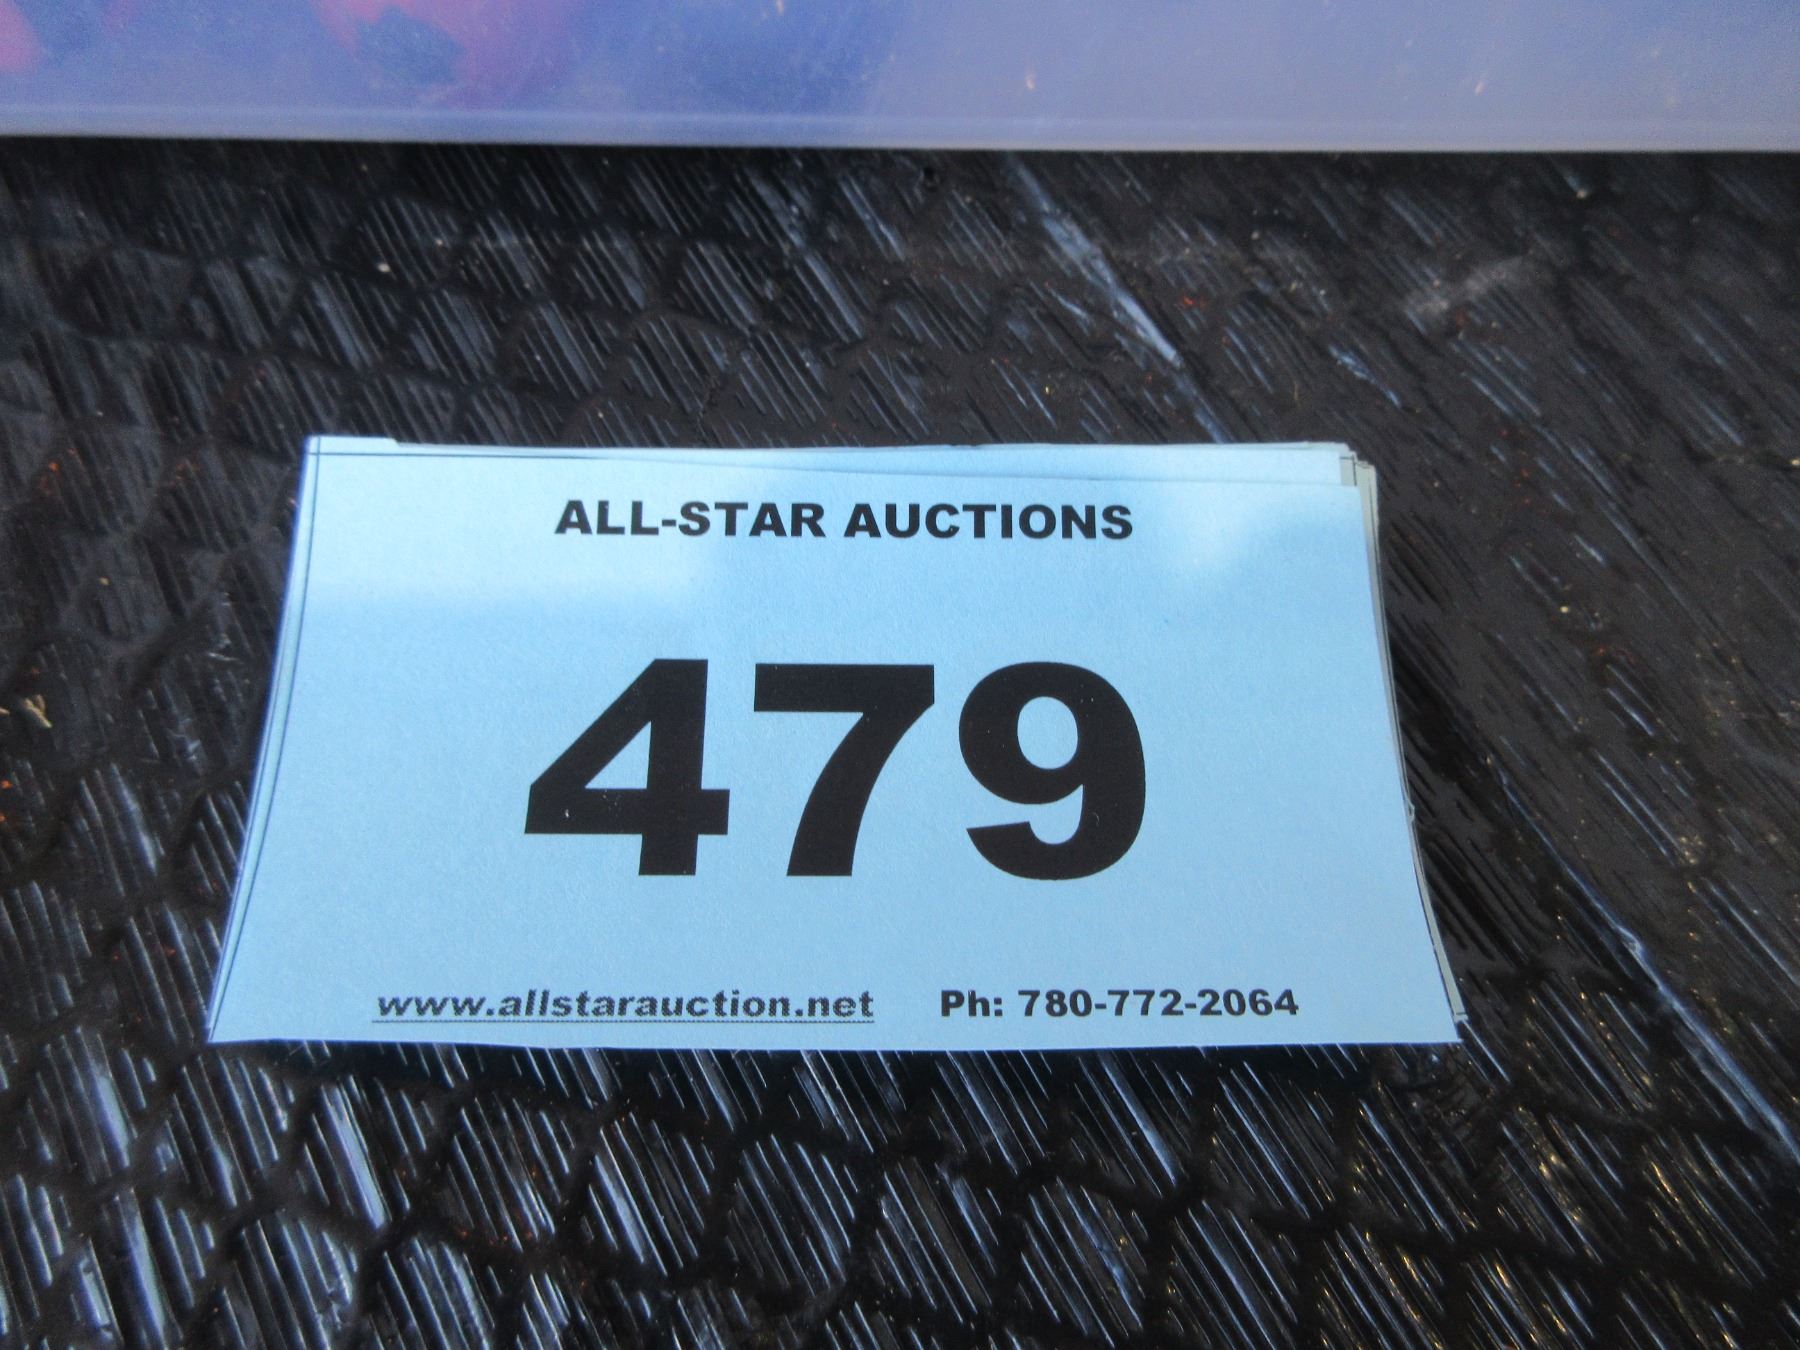 ALL-STAR AUCTIONS
479
www.allstarauction.net Ph: 780-772-2064